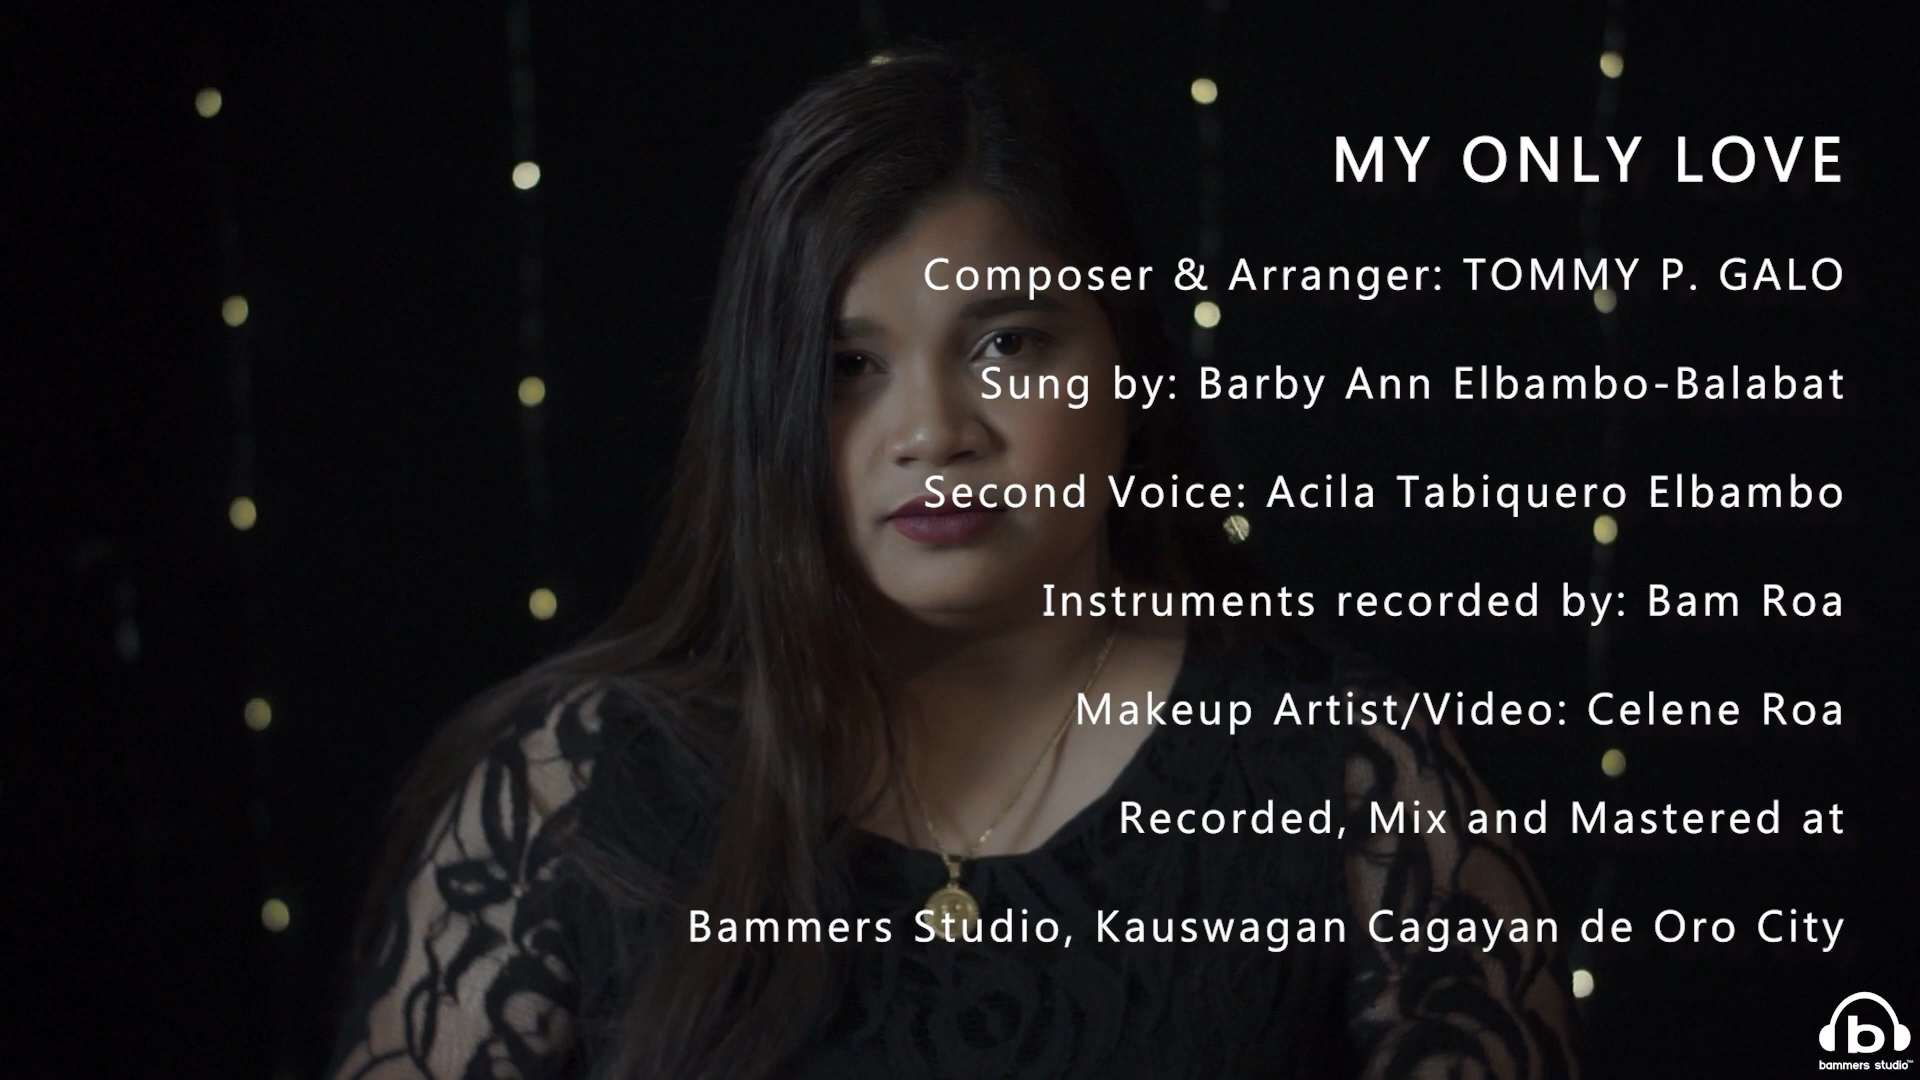 MY ONLY LOVE
Composer & Arranger: TOMMY P. GALO
Sung by: Barby Ann Elbambo-Balabat
Second Voice: Acila Tabiquero Elbambo
Instruments recorded by: Bam Roa
Makeup Artist/Video: Celene Roa
Recorded, Mix and Mastered at
Bammers Studio, Kauswagan Cagayan de Oro City
b
bammers studio™